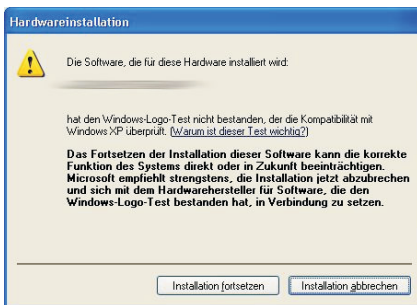 Hardwareinstallation
Die Software, die für diese Hardware installiert wird:
hat den Windows-Logo-Test nicht bestanden, der die Kompatibilität mit
Windows XP überprüft. (Warum ist dieser Test wichtig?)
Das Fortsetzen der Installation dieser Software kann die korrekte
Funktion des Systems direkt oder in Zukunft beeinträchtigen.
Microsoft empfiehlt strengstens, die Installation jetzt abzubrechen
und sich mit dem Hardwarehersteller für Software, die den
Windows-Logo-Test bestanden hat, in Verbindung zu setzen.
Installation fortsetzen Installation abbrechen